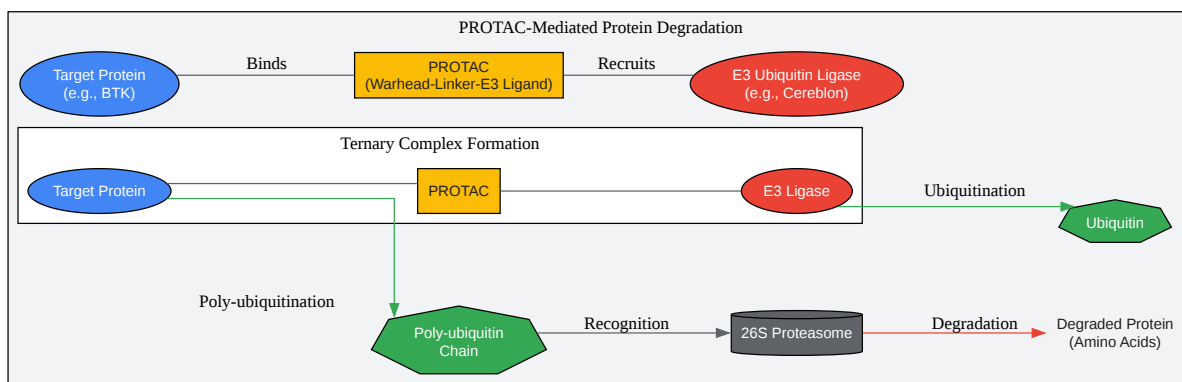 PROTAC-Mediated Protein Degradation
Target Protein
(e.g., BTK)
Binds
PROTAC
(Warhead-Linker-E3 Ligand)
Recruits
E3 Ubiquitin Ligase
(e.g., Cereblon)
Ternary Complex Formation
Target Protein
PROTAC
E3 Ligase
Ubiquitination
Ubiquitin
Poly-ubiquitination
Poly-ubiquitin
Chain
Recognition
26S Proteasome
Degradation
Degraded Protein
(Amino Acids)